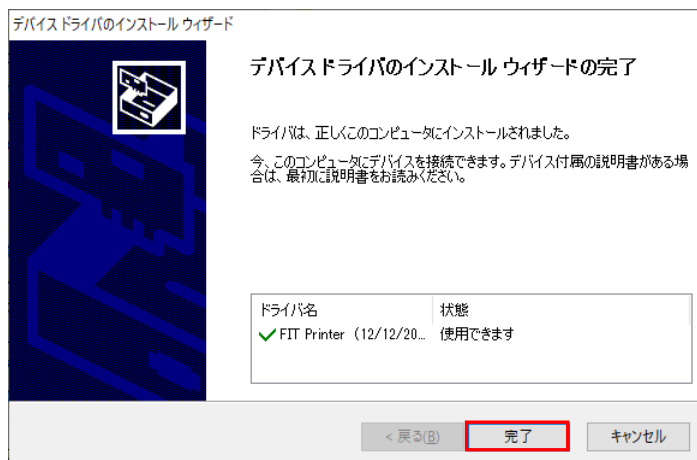 デバイス ドライバのインストール ウィザード
デバイス ドライバのインストール ウィザードの完了
ドライバは、正しくこのコンピュータにインストールされました。
今、このコンピュータにデバイスを接続できます。デバイス付属の説明書がある場
合は、最初に説明書をお読みください。
ドライバ名 状態
FIT Printer (12/12/20... 使用できます
< 戻る(B) 完了 キャンセル